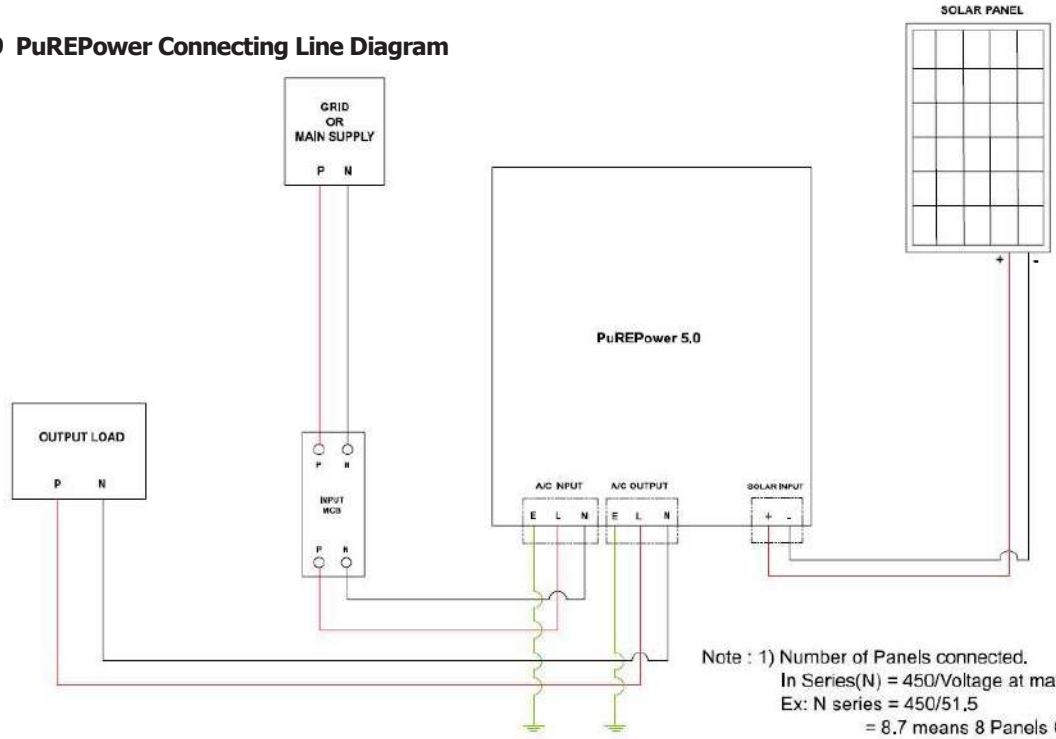 SOLAR PANEL
PuREPower Connecting Line Diagram
GRID
OR
MAIN SUPPLY
P N
+ -
PuREPower 5.0
OUTPUT LOAD
P N
P N
INPUT
MCB
P N
A/C INPUT A/C OUTPUT SOLAR INPUT
E L N E L N + -
Note : 1) Number of Panels connected.
In Series(N) = 450/Voltage at
Ex: N series = 450/51.5
= 8.7 means 8 Panels